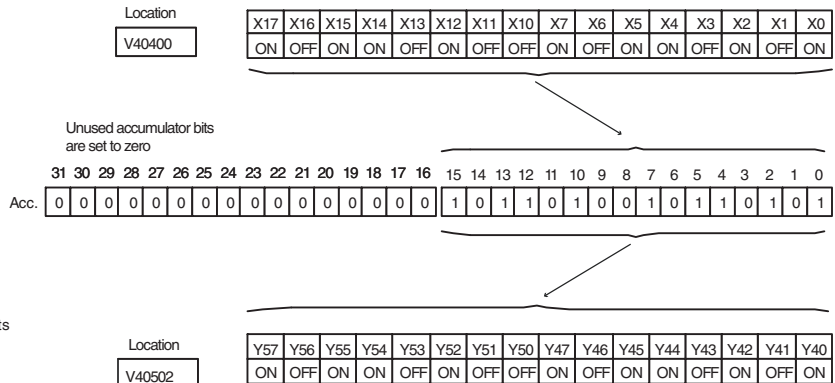 Location
X17 X16 X15 X14 X13 X12 X11 X10 X7 X6 X5 X4 X3 X2 X1 X0
V40400
ON OFF ON ON OFF ON OFF OFF ON OFF ON ON OFF ON OFF ON
Unused accumulator bits
are set to zero
31 30 29 28 27 26 25 24 23 22 21 20 19 18 17 16 15 14 13 12 11 10 9 8 7 6 5 4 3 2 1 0
Acc. 0 0 0 0 0 0 0 0 0 0 0 0 0 0 0 0 1 0 1 1 0 1 0 0 1 0 1 1 0 1 0 1
ts
Location
Y57 Y56 Y55 Y54 Y53 Y52 Y51 Y50 Y47 Y46 Y45 Y44 Y43 Y42 Y41 Y40
V40502
ON OFF ON ON OFF ON OFF OFF ON OFF ON ON OFF ON OFF ON